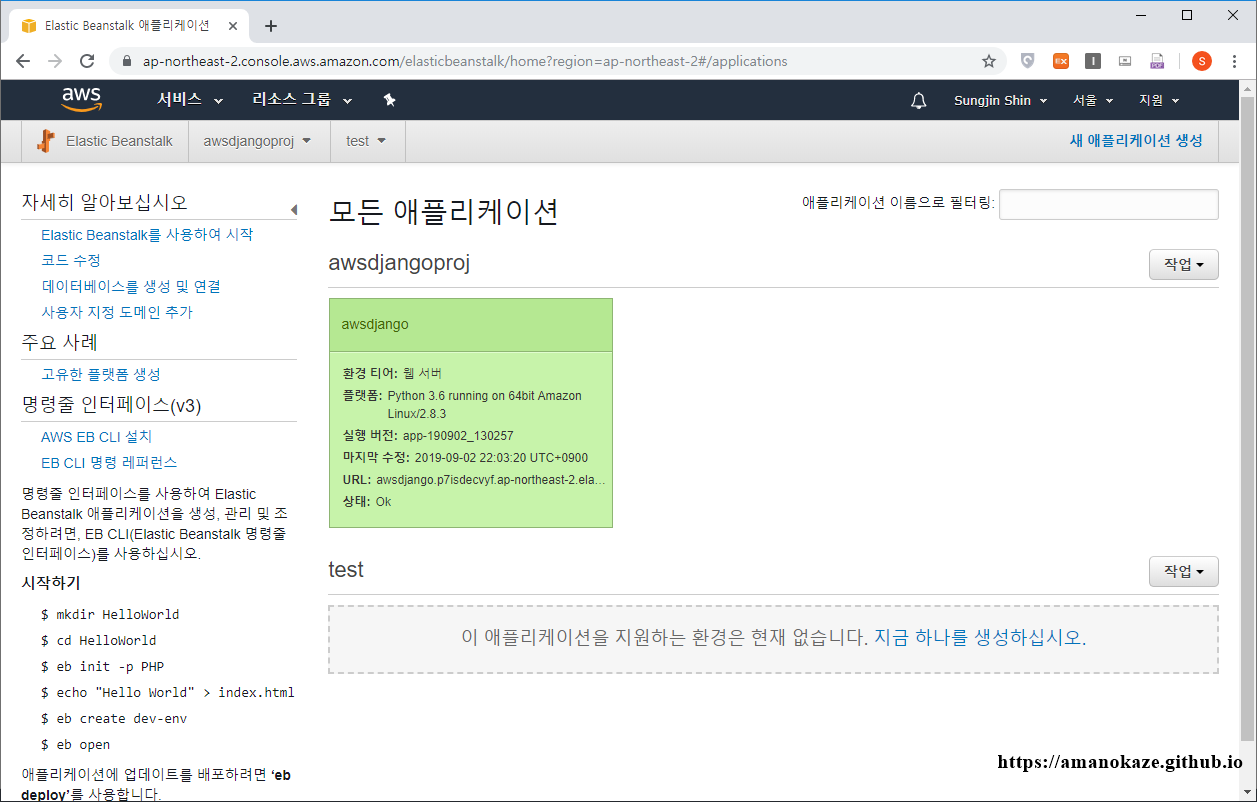 Elastic Beanstalk 애플리케이션
ap-northeast-2.console.aws.amazon.com/elasticbeanstalk/home?region=ap-northeast-2#/applications
EX
I
PDF
S
aws
서비스
리소스 그룹
Sungjin Shin
서울
지원
Elastic Beanstalk
awsdjangoproj
test
새 애플리케이션 생성
자세히 알아보십시오
Elastic Beanstalk를 사용하여 시작
코드 수정
데이터베이스를 생성 및 연결
사용자 지정 도메인 추가
주요 사례
고유한 플랫폼 생성
명령줄 인터페이스(v3)
AWS EB CLI 설치
EB CLI 명령 레퍼런스
명령줄 인터페이스를 사용하여 Elastic
Beanstalk 애플리케이션을 생성, 관리 및 조
정하려면, EB CLI(Elastic Beanstalk 명령줄
인터페이스)를 사용하십시오.
시작하기
$ mkdir HelloWorld
$ cd HelloWorld
$ eb init -p PHP
$ echo "Hello World" > index.html
$ eb create dev-env
$ eb open
애플리케이션에 업데이트를 배포하려면 ‘eb
deploy’를 사용합니다.
모든 애플리케이션
애플리케이션 이름으로 필터링:
awsdjangoproj
작업
awsdjango
환경 티어: 웹 서버
플랫폼: Python 3.6 running on 64bit Amazon
Linux/2.8.3
실행 버전: app-190902_130257
마지막 수정: 2019-09-02 22:03:20 UTC+0900
URL: awsdjango.p7isdecvyf.ap-northeast-2.ela...
상태: Ok
test
작업
이 애플리케이션을 지원하는 환경은 현재 없습니다. 지금 하나를 생성하십시오.
https://amanokaze.github.io